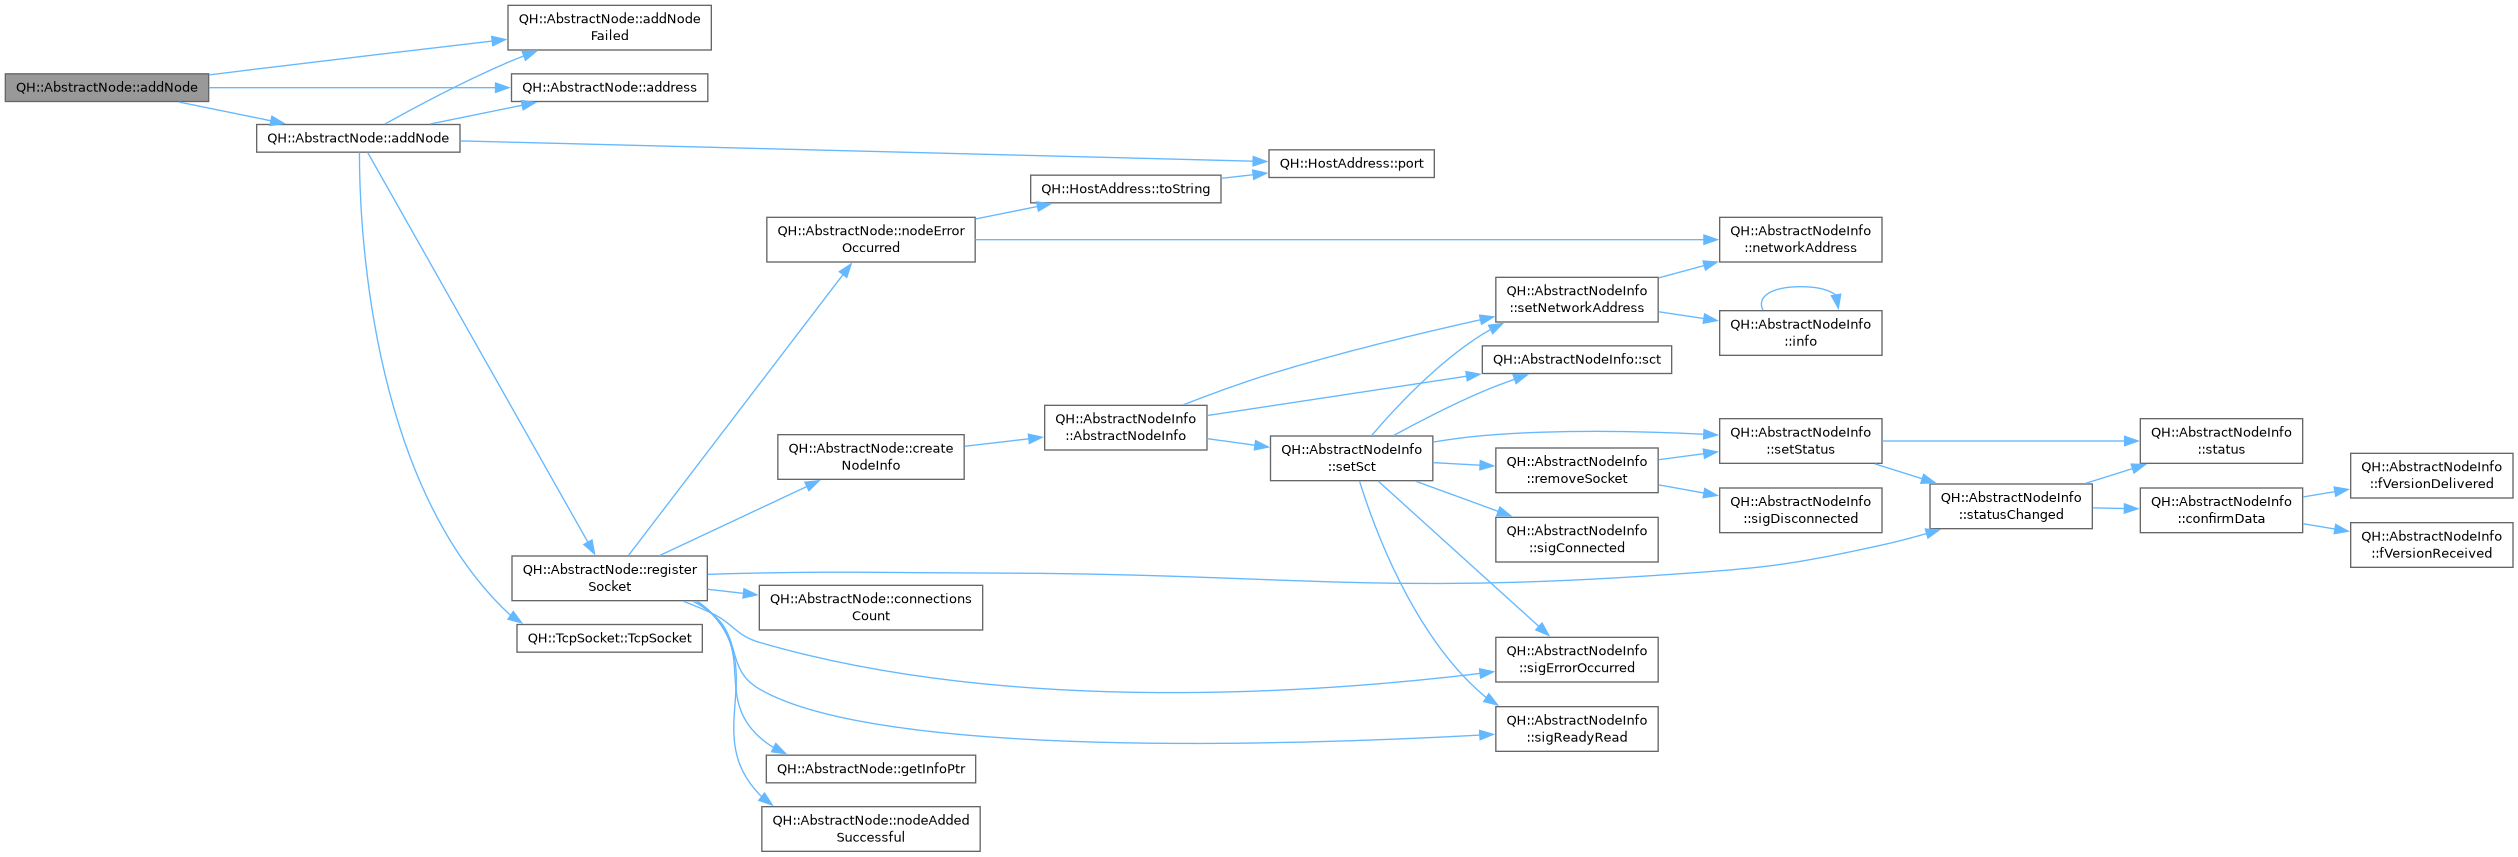 QH::AbstractNode::addNode
Failed
QH::AbstractNode::addNode
QH::AbstractNode::address
QH::AbstractNode::addNode
QH::HostAddress::port
QH::HostAddress::toString
QH::AbstractNode::nodeError
Occurred
QH::AbstractNodeInfo
::networkAddress
QH::AbstractNodeInfo
::setNetworkAddress
QH::AbstractNodeInfo
::info
QH::AbstractNodeInfo::sct
QH::AbstractNodeInfo
::AbstractNodeInfo
QH::AbstractNode::create
NodeInfo
QH::AbstractNodeInfo
::setSct
QH::AbstractNodeInfo
::setStatus
QH::AbstractNodeInfo
::status
QH::AbstractNodeInfo
::removeSocket
QH::AbstractNodeInfo
::fVersionDelivered
QH::AbstractNodeInfo
::sigDisconnected
QH::AbstractNodeInfo
::statusChanged
QH::AbstractNodeInfo
::confirmData
QH::AbstractNodeInfo
::sigConnected
QH::AbstractNodeInfo
::fVersionReceived
QH::AbstractNode::register
Socket
QH::AbstractNode::connections
Count
QH::TcpSocket::TcpSocket
QH::AbstractNodeInfo
::sigErrorOccurred
QH::AbstractNodeInfo
::sigReadyRead
QH::AbstractNode::getInfoPtr
QH::AbstractNode::nodeAdded
Successful